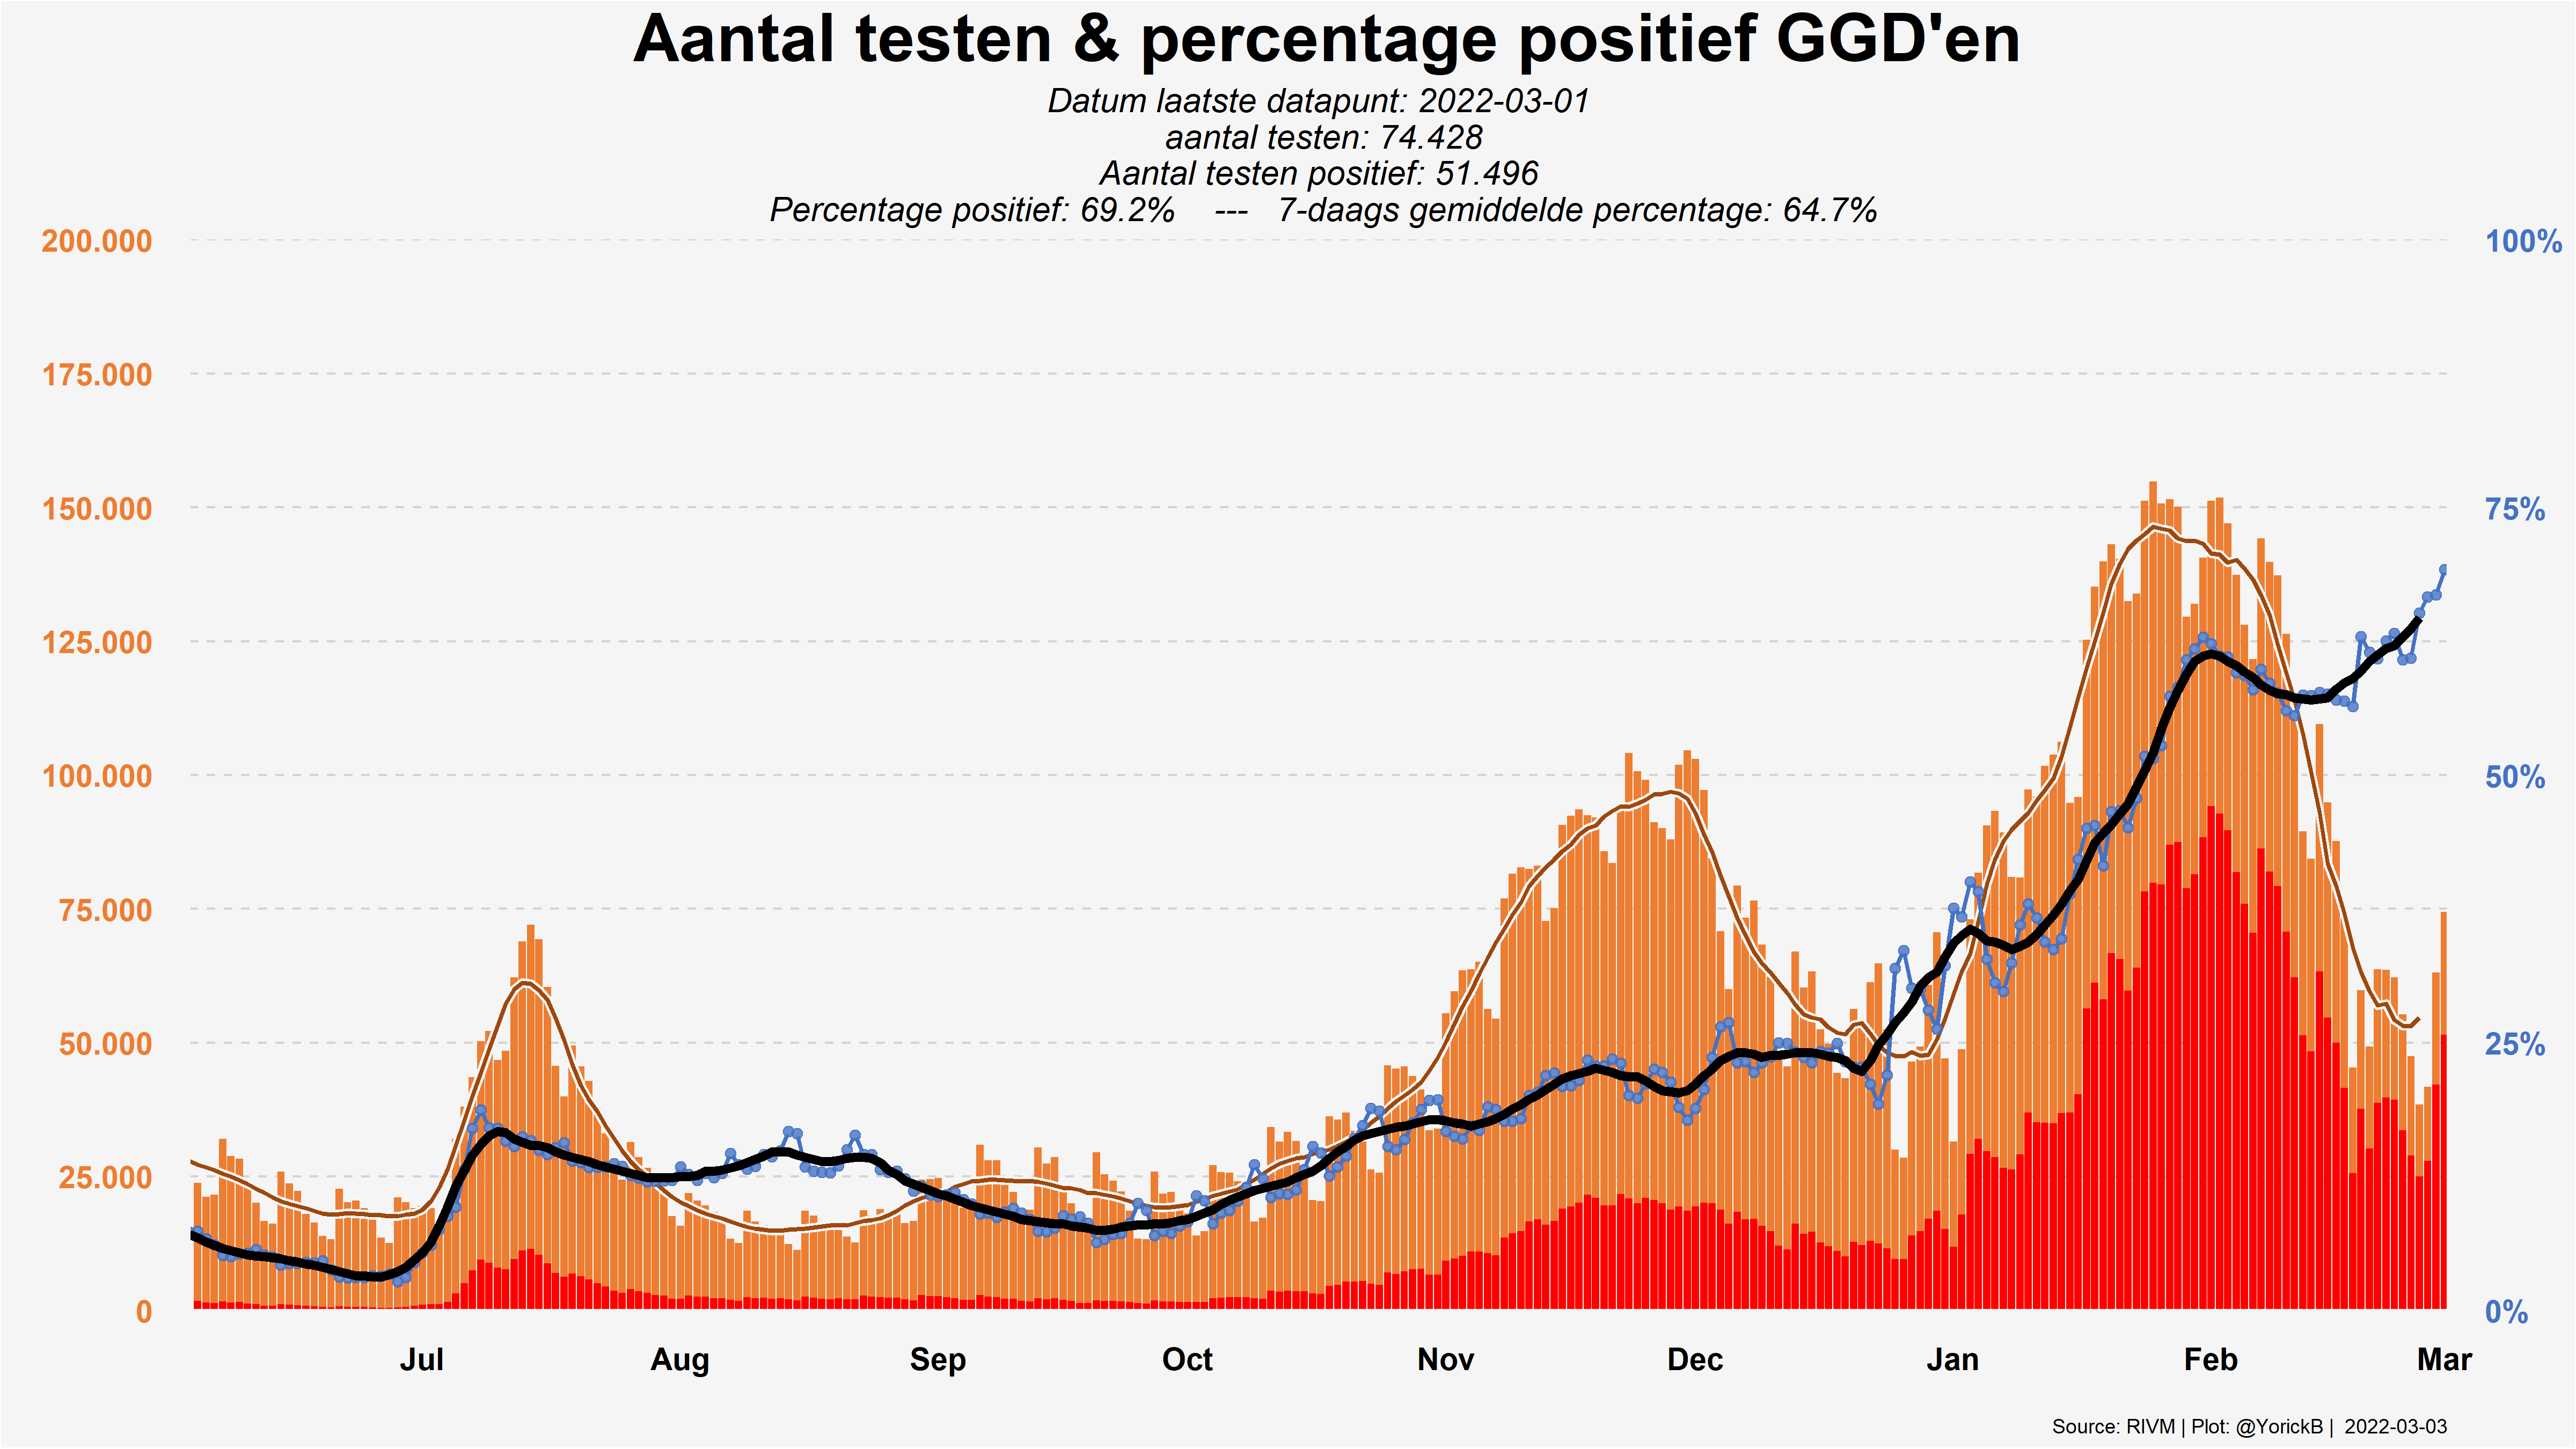 Aantal testen & percentage positief GGD'en
Datum laatste datapunt: 2022-03-01
aantal testen: 74.428
Aantal testen positief: 51.496
Percentage positief: 69.2% --- 7-daags gemiddelde percentage: 64.7%
200.000
175.000
150.000
125.000
100.000
75.000
50.000
25.000
0
100%
75%
50%
25%
0%
Jul Aug Sep Oct Nov Dec Jan Feb Mar
Source: RIVM | Plot: @YorickB | 2022-03-03